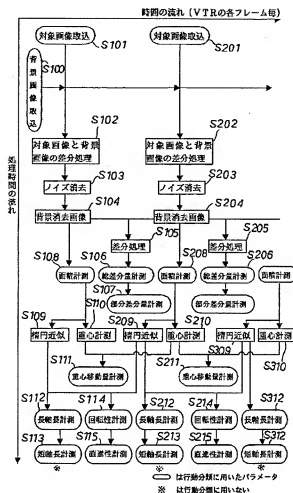 時間の流れ(VTRの各フレーム毎)
対象画像取込
S101
対象画像取込
S201
背景画像取込
S100
処理時間の流れ
対象画像と背景画像の差分処理
S102
対象画像と背景画像の差分処理
S202
ノイズ消去
S103
ノイズ消去
S203
背景消去画像
S104
背景消去画像
S204
差分処理
S105
差分処理
S205
S108
面積計測
S106
総差分量計測
S208
面積計測
S206
総差分量計測
面積計測
S107
部分差分量計測
部分差分量計測
S109
楕円近似
S110
重心計測
S209
楕円近似
S210
重心計測
S309
楕円近似
重心計測
S310
S111
重心移動量計測
S211
重心移動量計測
S112
長軸長計測
S114
回転性計測
S212
長軸長計測
S214
回転性計測
S312
長軸長計測
S113
短軸長計測
S115
直進性計測
S213
短軸長計測
S215
直進性計測
S312
短軸長計測
※
※
※
は行動分類に用いたパラメータ
※ は行動分類に用いない